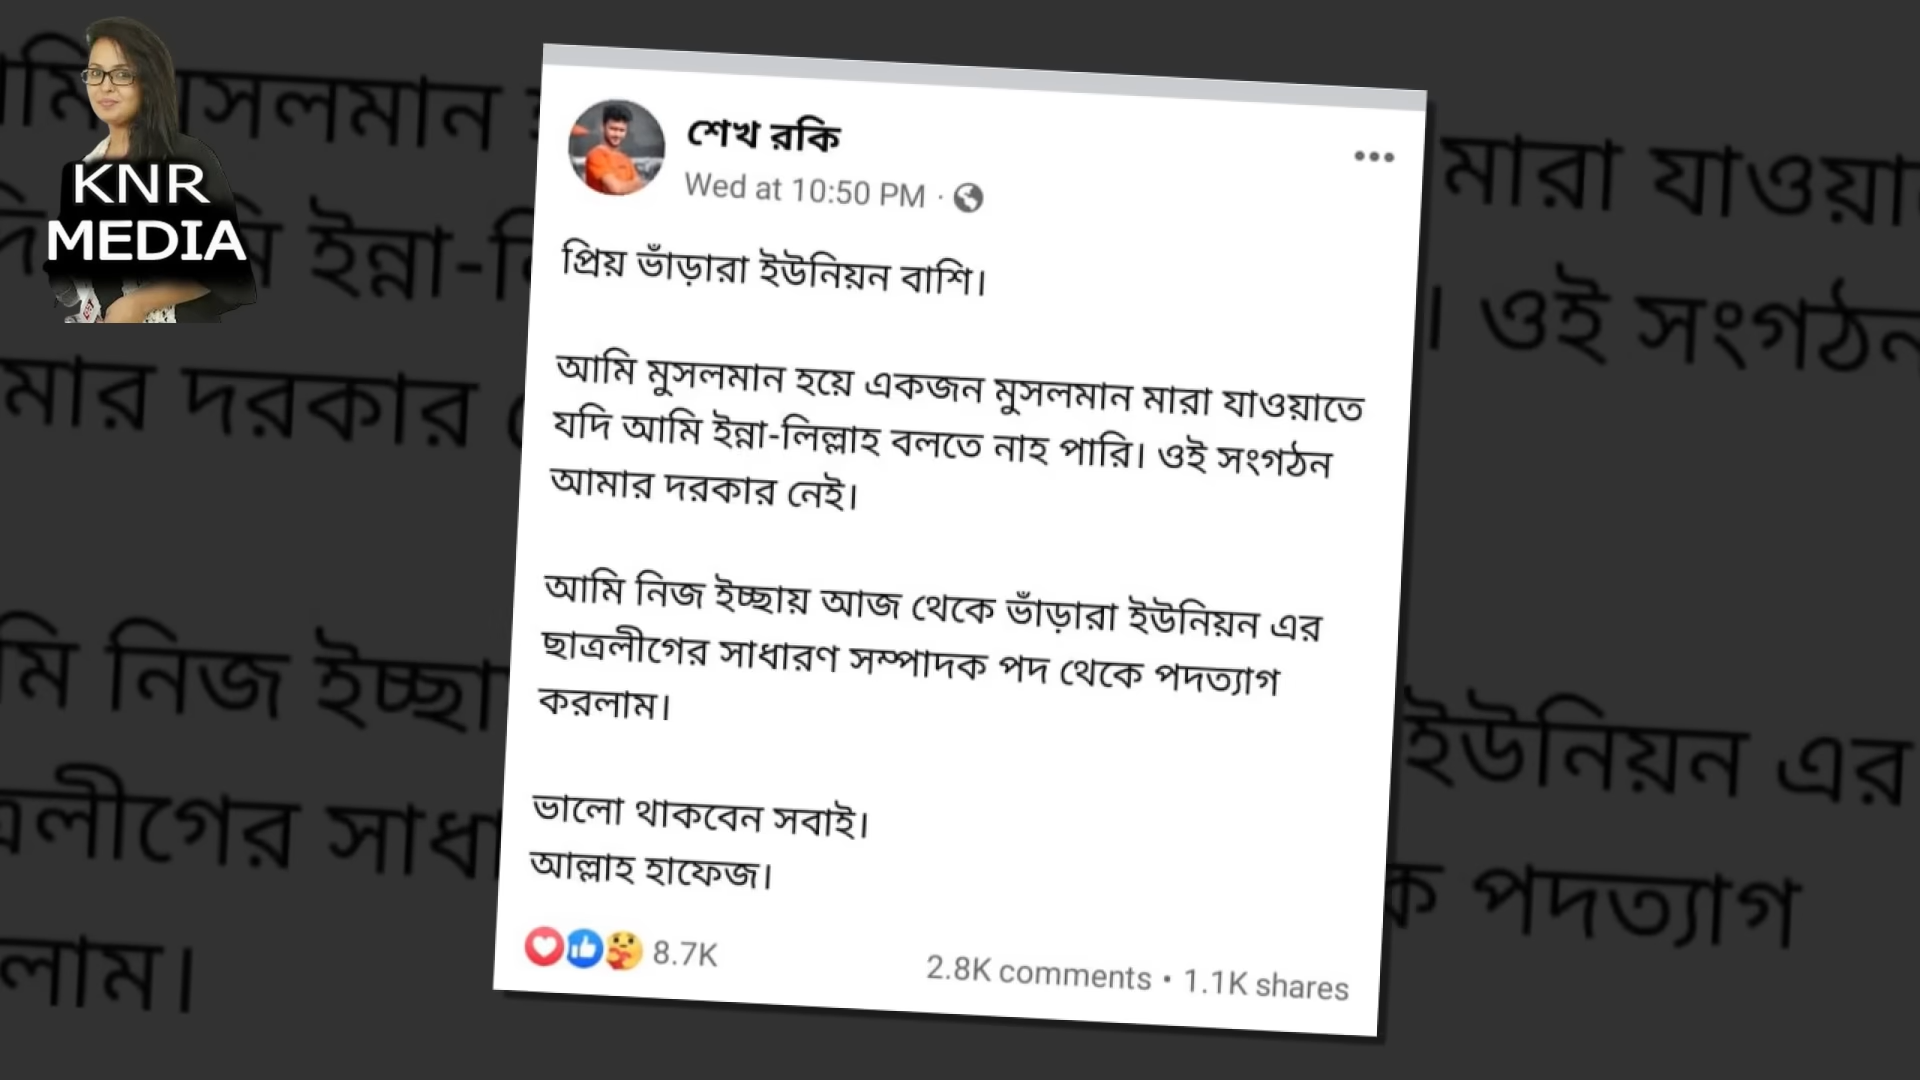 KNR
MEDIA
শেখ রকি
Wed at 10:50 PM ·
প্রিয় ভাঁড়ারা ইউনিয়ন বাশি।
আমি মুসলমান হয়ে একজন মুসলমান মারা যাওয়াতে
যদি আমি ইন্না-লিল্লাহ বলতে নাহ পারি। ওই সংগঠন
আমার দরকার নেই।
আমি নিজ ইচ্ছায় আজ থেকে ভাঁড়ারা ইউনিয়ন এর
ছাত্রলীগের সাধারণ সম্পাদক পদ থেকে পদত্যাগ
করলাম।
ভালো থাকবেন সবাই।
আল্লাহ হাফেজ।
8.7K
2.8K comments • 1.1K shares